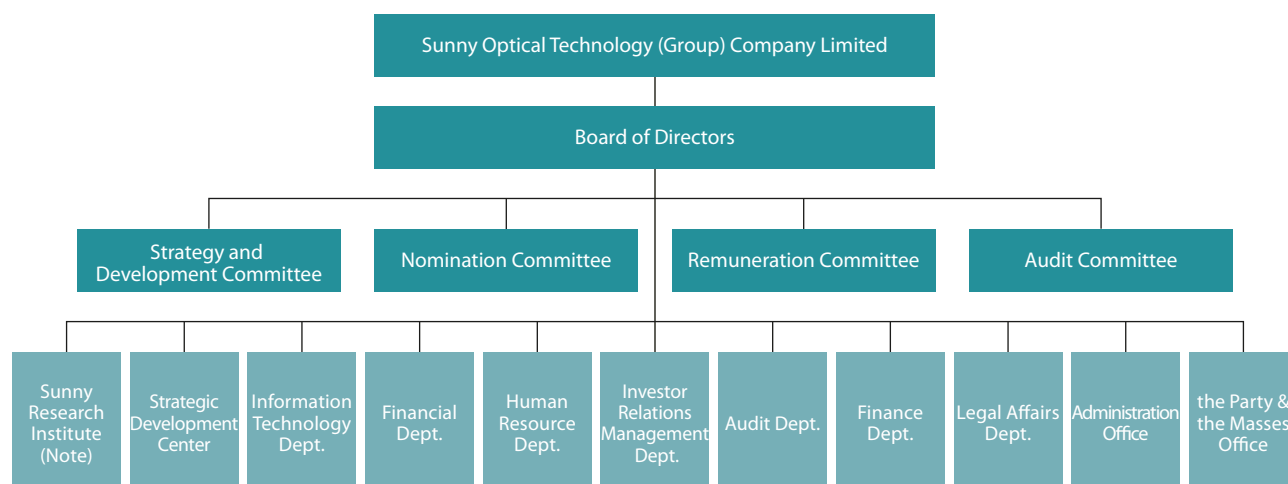 Sunny Optical Technology (Group) Company Limited
Board of Directors
Strategy and
Development Committee
Nomination Committee
Remuneration Committee
Audit Committee
Sunny
Research
Institute
(Note)
Strategic
Development
Center
Information
Technology
Dept.
Financial
Dept.
Human
Resource
Dept.
Investor
Relations
Management
Dept.
Audit Dept.
Finance
Dept.
Legal Affairs
Dept.
Administration
Office
the Party &
the Masses
Office